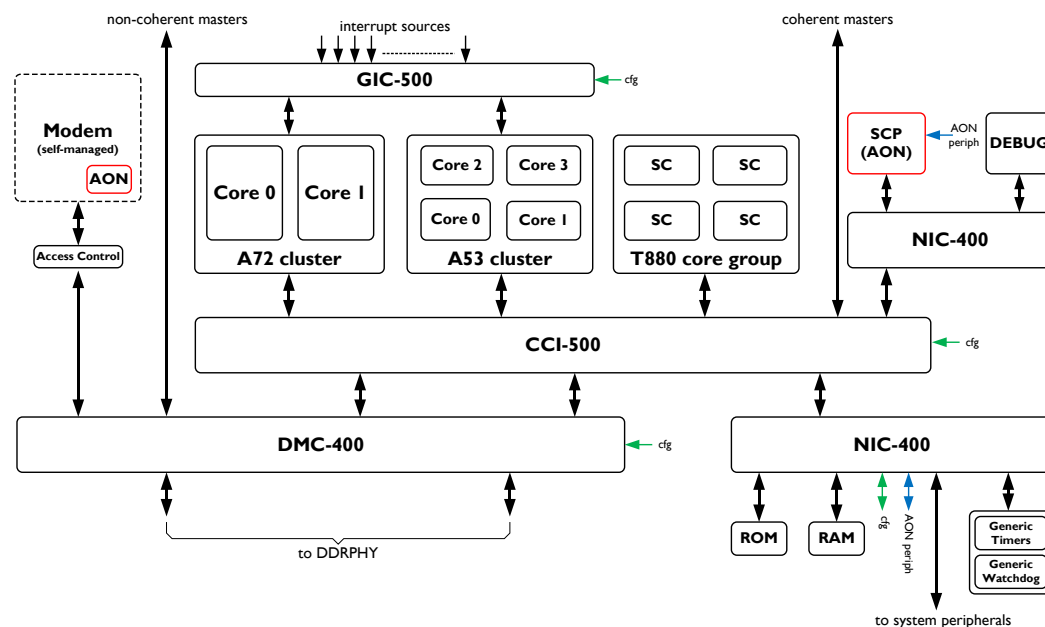 non-coherent masters
interrupt sources
coherent masters
GIC-500
cfg
Modem
(self-managed)
AON
SCP
(AON)
AON
periph
DEBUG
Core 0
Core 1
Core 2
Core 3
Core 0
Core 1
SC
SC
SC
SC
A72 cluster
A53 cluster
T880 core group
Access Control
NIC-400
CCI-500
cfg
DMC-400
cfg
NIC-400
ROM
RAM
cfg
AON periph
Generic
Timers
Generic
Watchdog
to DDRPHY
to system peripherals